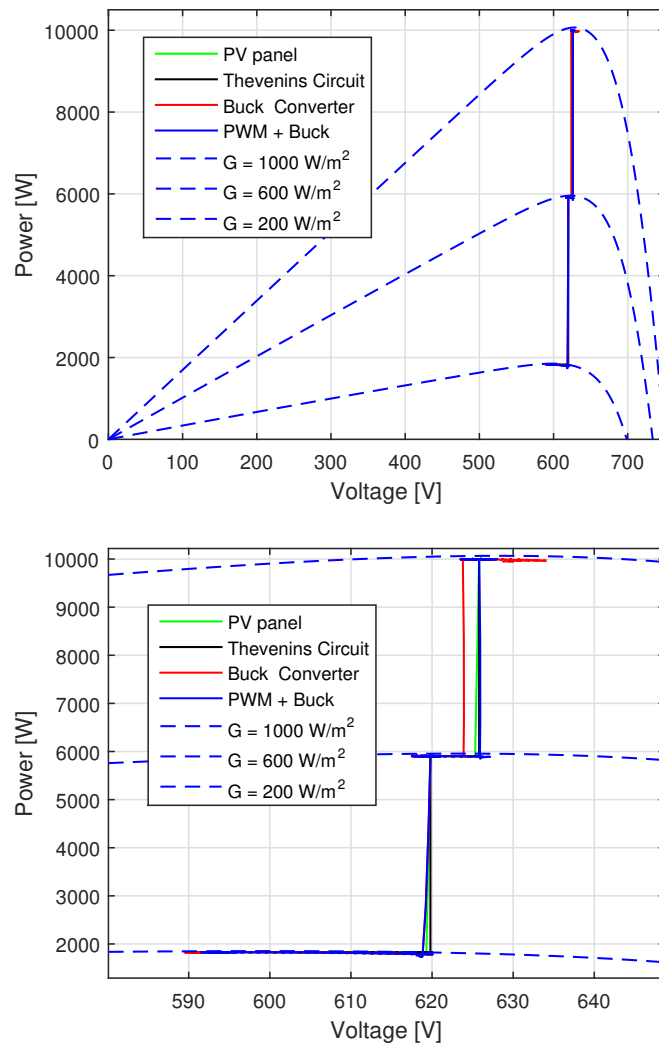 10000
8000
6000
4000
2000
0
Power [W]
PV panel
Thevenins Circuit
Buck Converter
PWM + Buck
G = 1000 W/m²
G = 600 W/m²
G = 200 W/m²
0 100 200 300 400 500 600 700
Voltage [V]
10000
9000
8000
7000
6000
5000
4000
3000
2000
Power [W]
PV panel
Thevenins Circuit
Buck Converter
PWM + Buck
G = 1000 W/m²
G = 600 W/m²
G = 200 W/m²
590 600 610 620 630 640
Voltage [V]